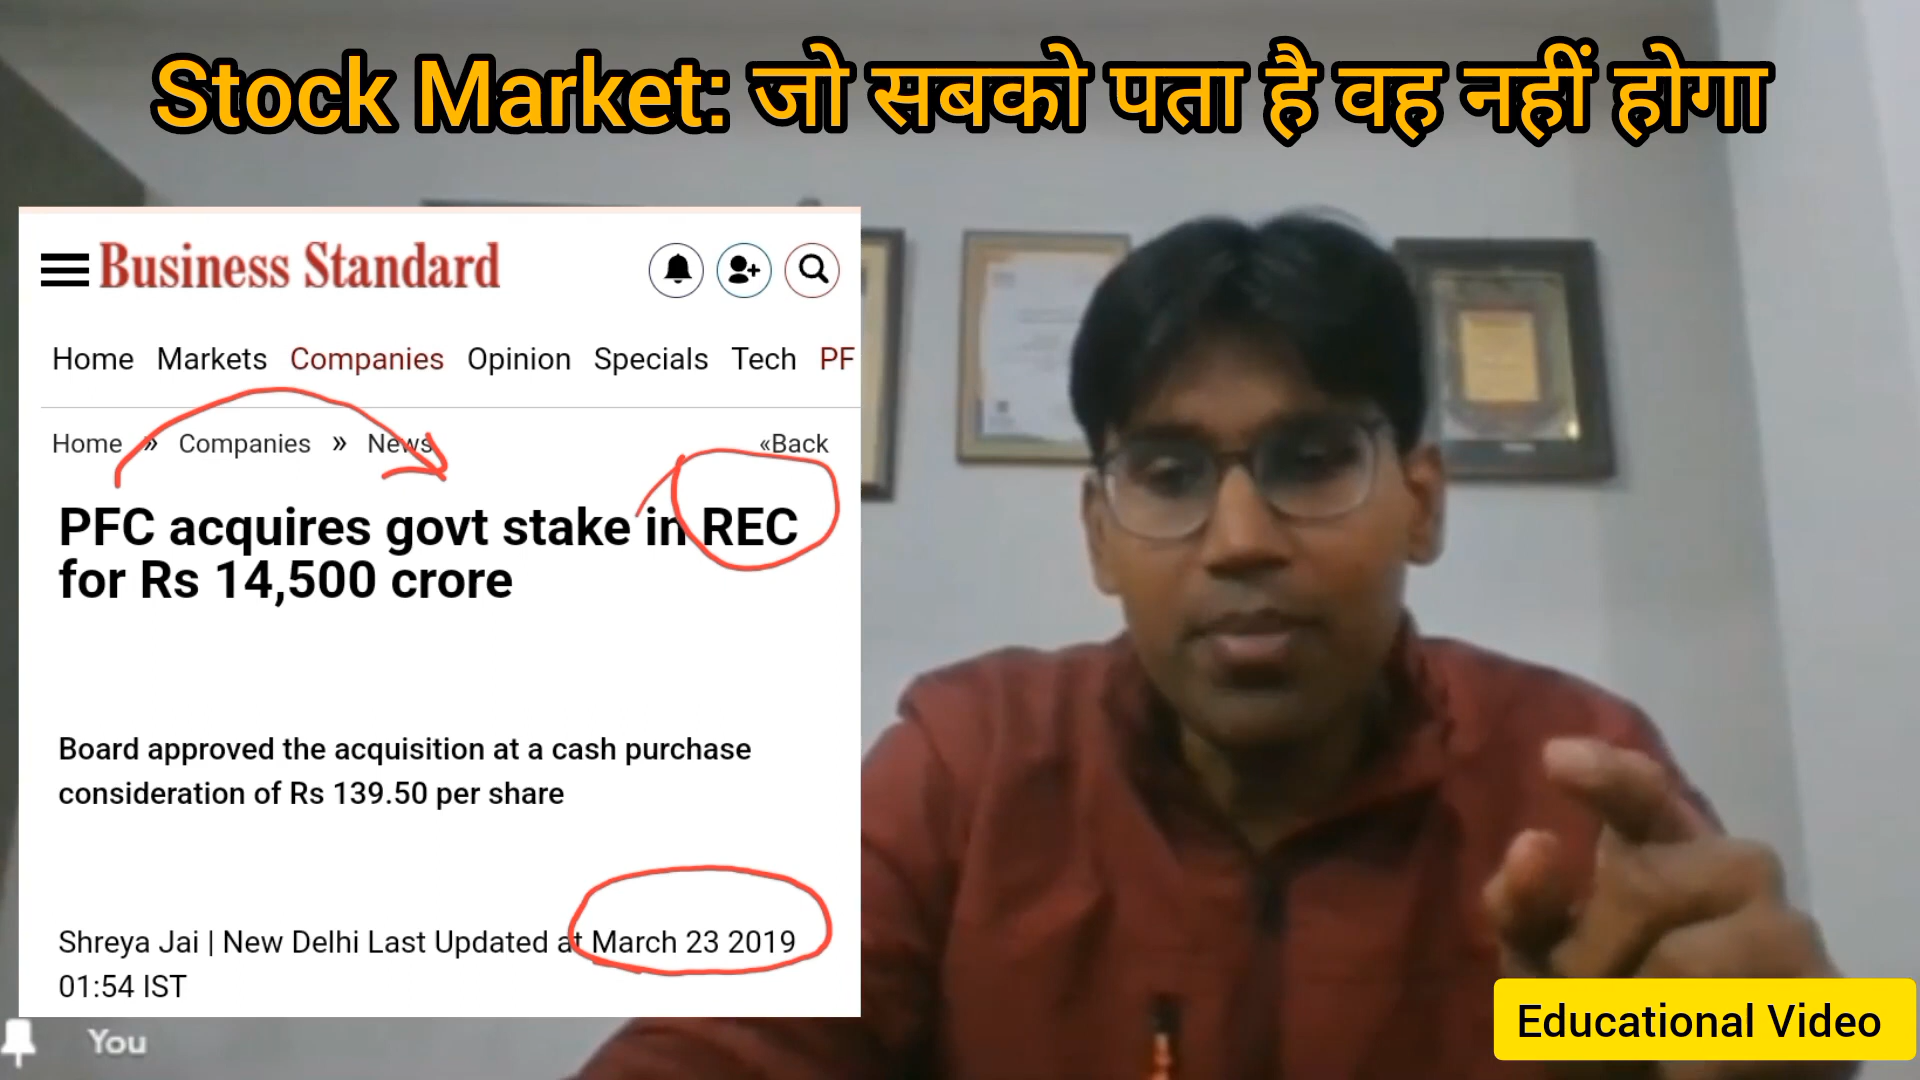 Stock Market: जो सबको पता है वह नहीं होगा
Business Standard
Home Markets Companies Opinion Specials Tech PF
Home » Companies » News «Back
PFC acquires govt stake in REC
for Rs 14,500 crore
Board approved the acquisition at a cash purchase
consideration of Rs 139.50 per share
Shreya Jai | New Delhi Last Updated at March 23 2019
01:54 IST
You
Educational Video